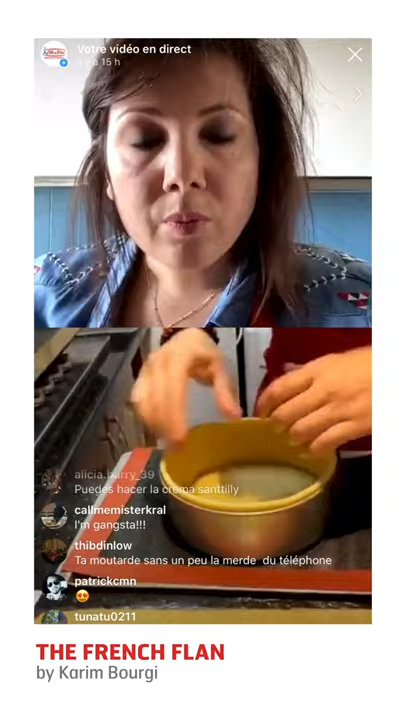 Votre vidéo en direct
il y a 15 h
alicia.barry_39
Puedes hacer la crema santtilly
callmemisterkral
I'm gangsta!!!
thibdinlow
Ta moutarde sans un peu la merde du téléphone
patrickcmn
😍
tunatu0211
THE FRENCH FLAN
by Karim Bourgi